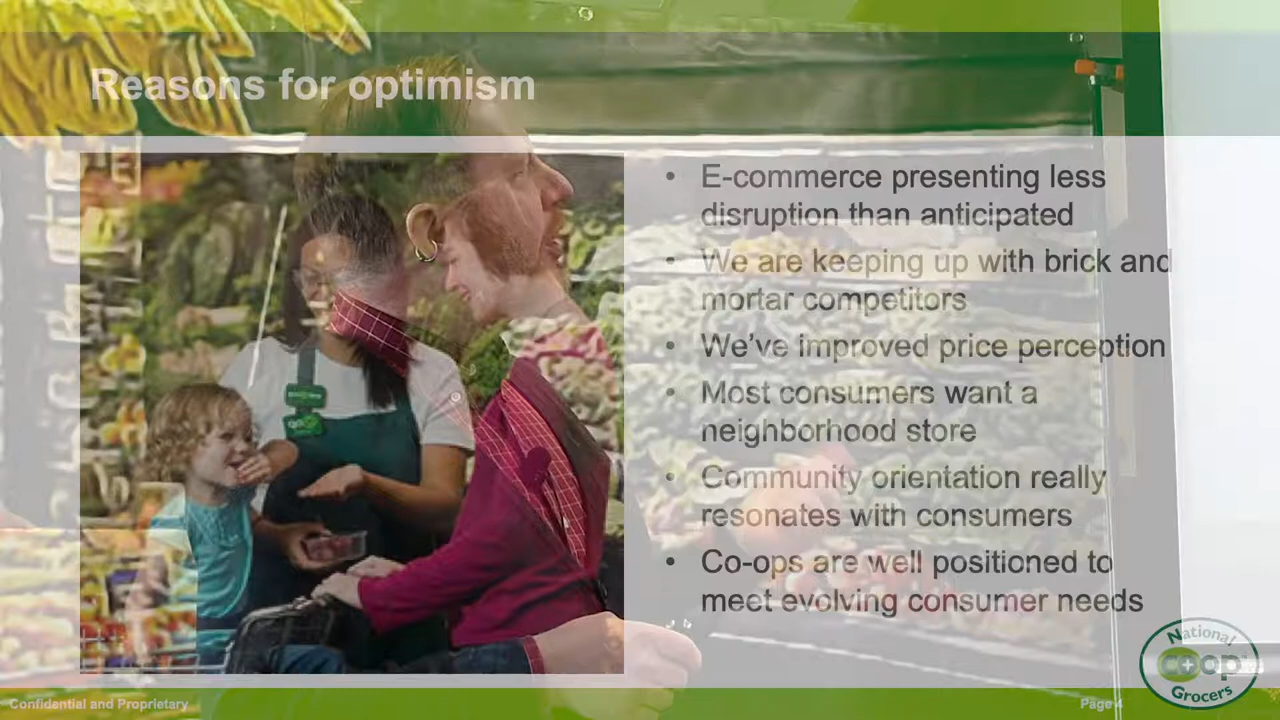 Reasons for optimism
• E-commerce presenting less
disruption than anticipated
• We are keeping up with brick and
mortar competitors
• We've improved price perception
• Most consumers want a
neighborhood store
• Community orientation really
resonates with consumers
• Co-ops are well positioned to
meet evolving consumer needs
National
co+op
Grocers
Confidential and Proprietary
Page 4